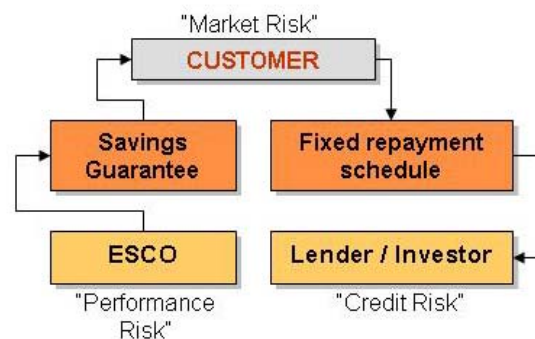 "Market Risk"
CUSTOMER
Savings
Guarantee
Fixed repayment
schedule
ESCO
Lender / Investor
"Performance
Risk"
"Credit Risk"